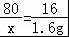 80/x = 16/1.6g